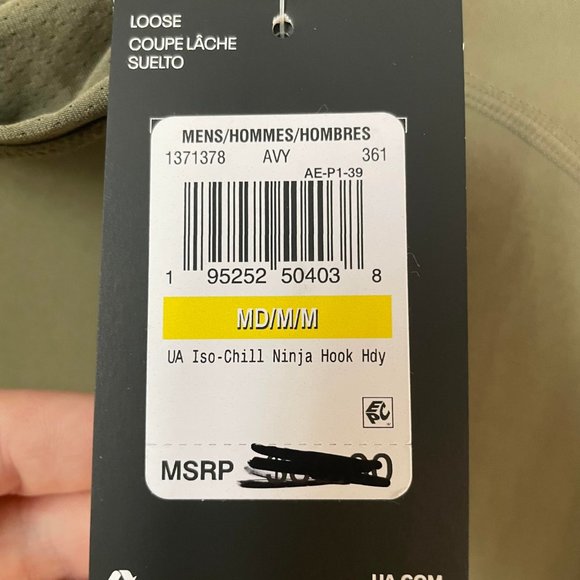 LOOSE
COUPE LÂCHE
SUELTO
MENS/HOMMES/HOMBRES
1371378 AVY 361
AE-P1-39
1 95252 50403 8
MD/M/M
UA Iso-Chill Ninja Hook Hdy
EPC
MSRP
UA.COM